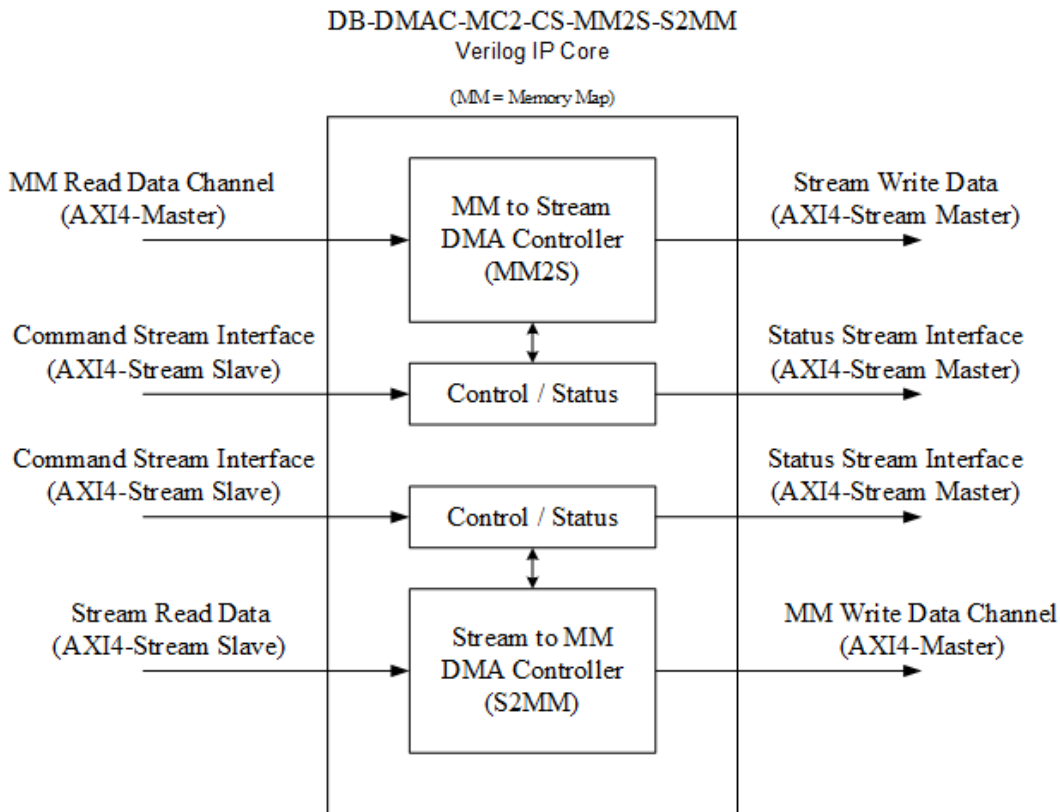 DB-DMAC-MC2-CS-MM2S-S2MM
Verilog IP Core
(MM = Memory Map)
MM Read Data Channel
(AXI4-Master)
MM to Stream
DMA Controller
(MM2S)
Stream Write Data
(AXI4-Stream Master)
Command Stream Interface
(AXI4-Stream Slave)
Control / Status
Status Stream Interface
(AXI4-Stream Master)
Command Stream Interface
(AXI4-Stream Slave)
Control / Status
Status Stream Interface
(AXI4-Stream Master)
Stream Read Data
(AXI4-Stream Slave)
Stream to MM
DMA Controller
(S2MM)
MM Write Data Channel
(AXI4-Master)